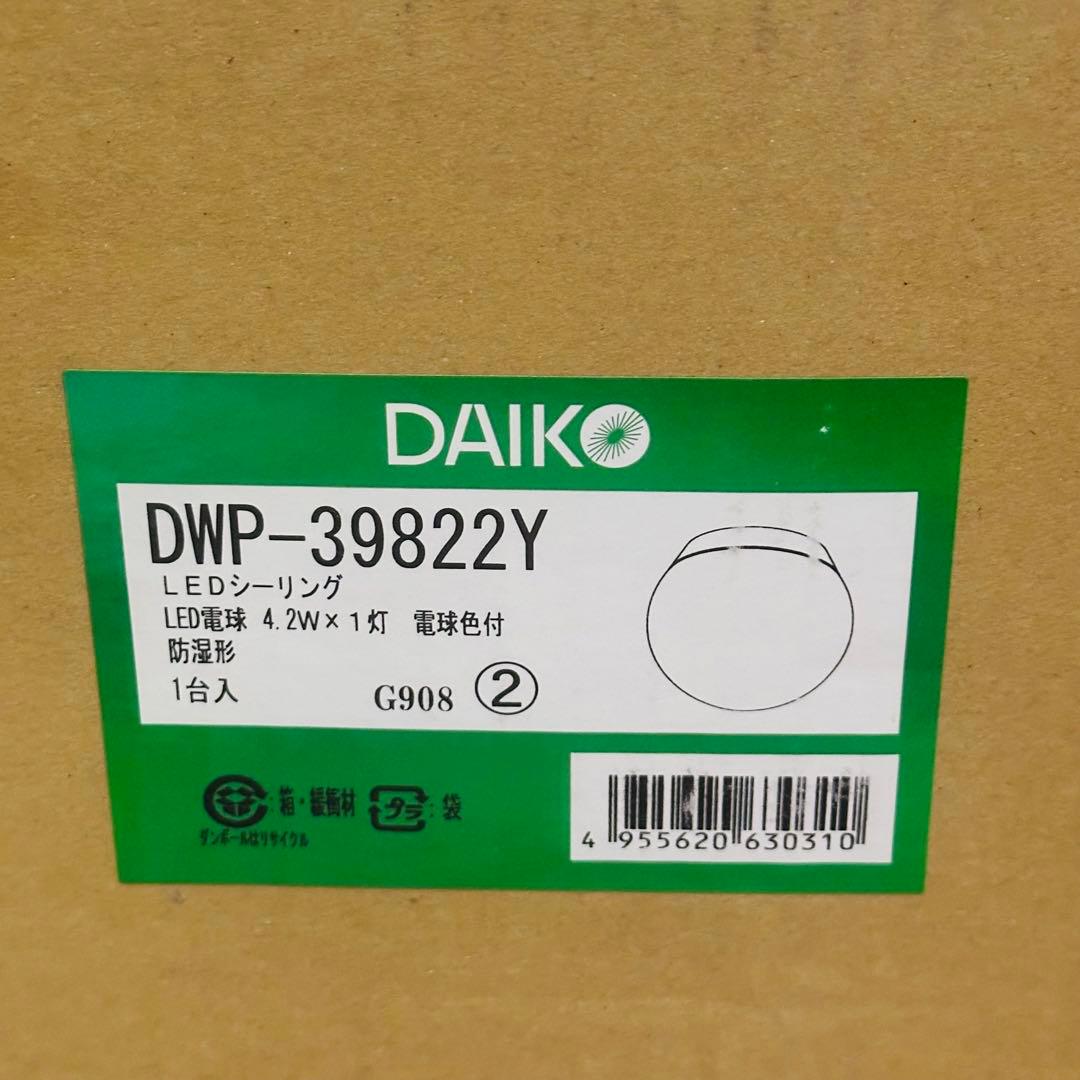 DAIKO
DWP-39822Y
LEDシーリング
LED電球 4.2W×1灯 電球色付
防湿形
1台入 G908 ②
:箱・緩衝材 プラ:袋
ダンボールはリサイクル
4 955620 630310